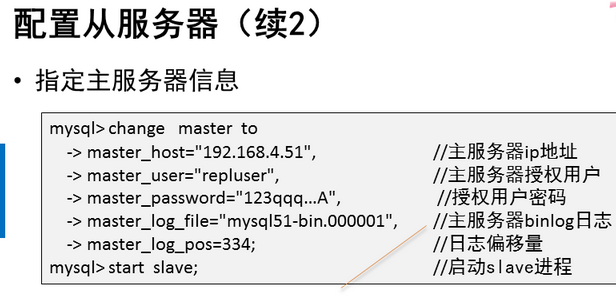 配置从服务器（续2）
• 指定主服务器信息
mysql> change master to
-> master_host="192.168.4.51", //主服务器ip地址
-> master_user="repluser", //主服务器授权用户
-> master_password="123qqq...A", //授权用户密码
-> master_log_file="mysql51-bin.000001", //主服务器binlog日志
-> master_log_pos=334; //日志偏移量
mysql> start slave; //启动slave进程